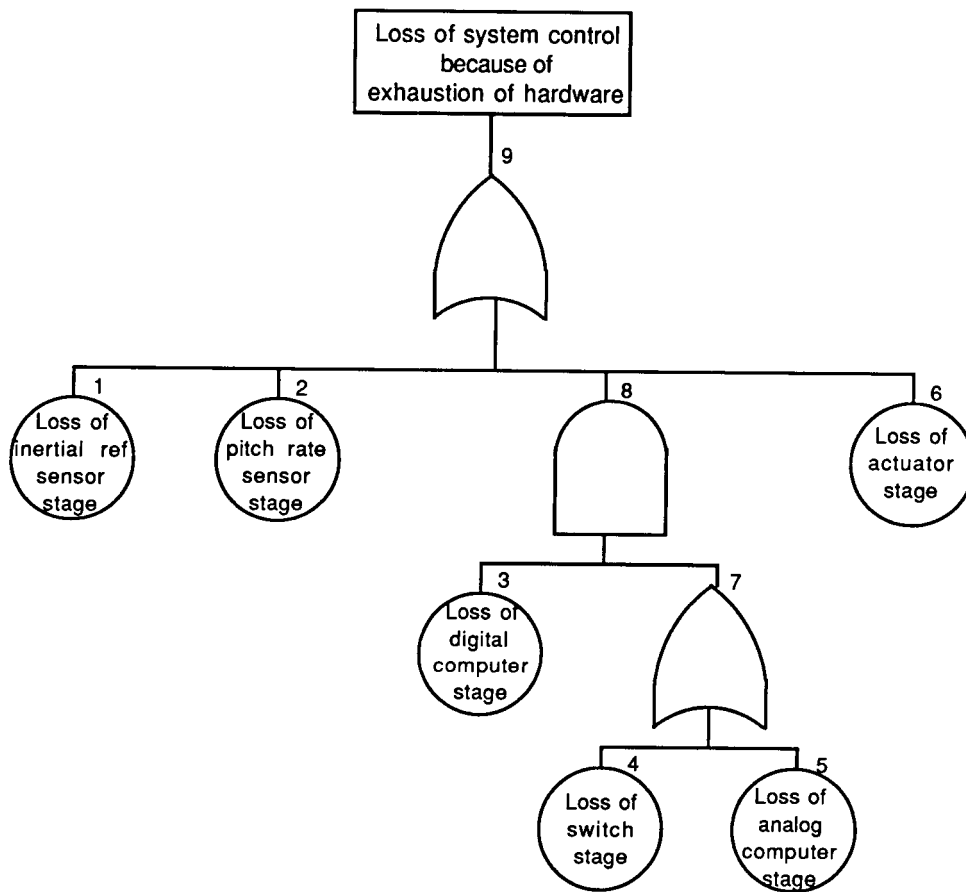 Loss of system control
because of
exhaustion of hardware
9
1
Loss of
inertial ref
sensor
stage
2
Loss of
pitch rate
sensor
stage
8
6
Loss of
actuator
stage
3
Loss of
digital
computer
stage
7
4
Loss of
switch
stage
5
Loss of
analog
computer
stage